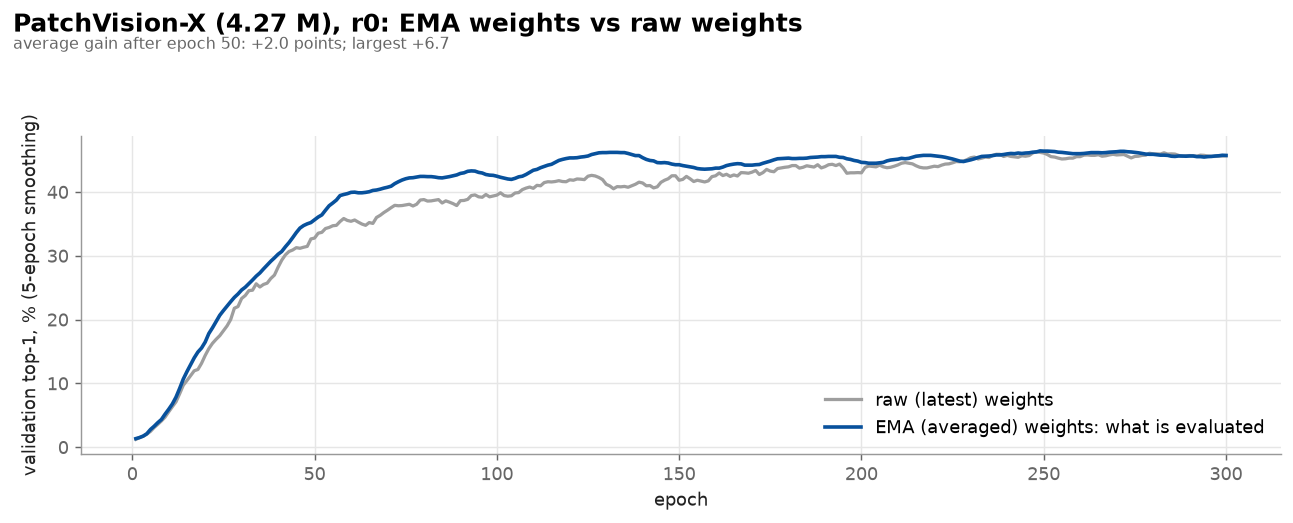 PatchVision-X (4.27 M), r0: EMA weights vs raw weights
average gain after epoch 50: +2.0 points; largest +6.7
validation top-1, % (5-epoch smoothing)
40
30
20
10
0
raw (latest) weights
EMA (averaged) weights: what is evaluated
0 50 100 150 200 250 300
epoch